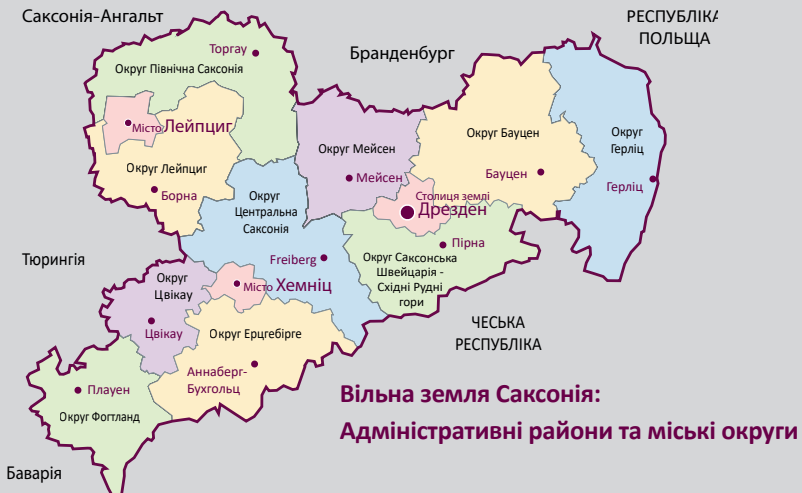 Саксонія-Ангальт
РЕСПУБЛІКА
ПОЛЬЩА
Бранденбург
Торгау
Округ Північна Саксонія
Місто Лейпциг
Округ Лейпциг
Борна
Округ Мейсен
Мейсен
Округ Бауцен
Бауцен
Округ
Герліц
Герліц
Столиця землі
Дрезден
Округ
Центральна
Саксонія
Freiberg
Пірна
Округ Саксонська
Швейцарія -
Східні Рудні
гори
Тюрингія
Округ
Цвікау
Цвікау
Місто Хемніц
Округ Ерцгебірге
Аннаберг-
Бухгольц
ЧЕСЬКА
РЕСПУБЛІКА
Плауен
Округ Фогтланд
Баварія
Вільна земля Саксонія:
Адміністративні райони та міські округи